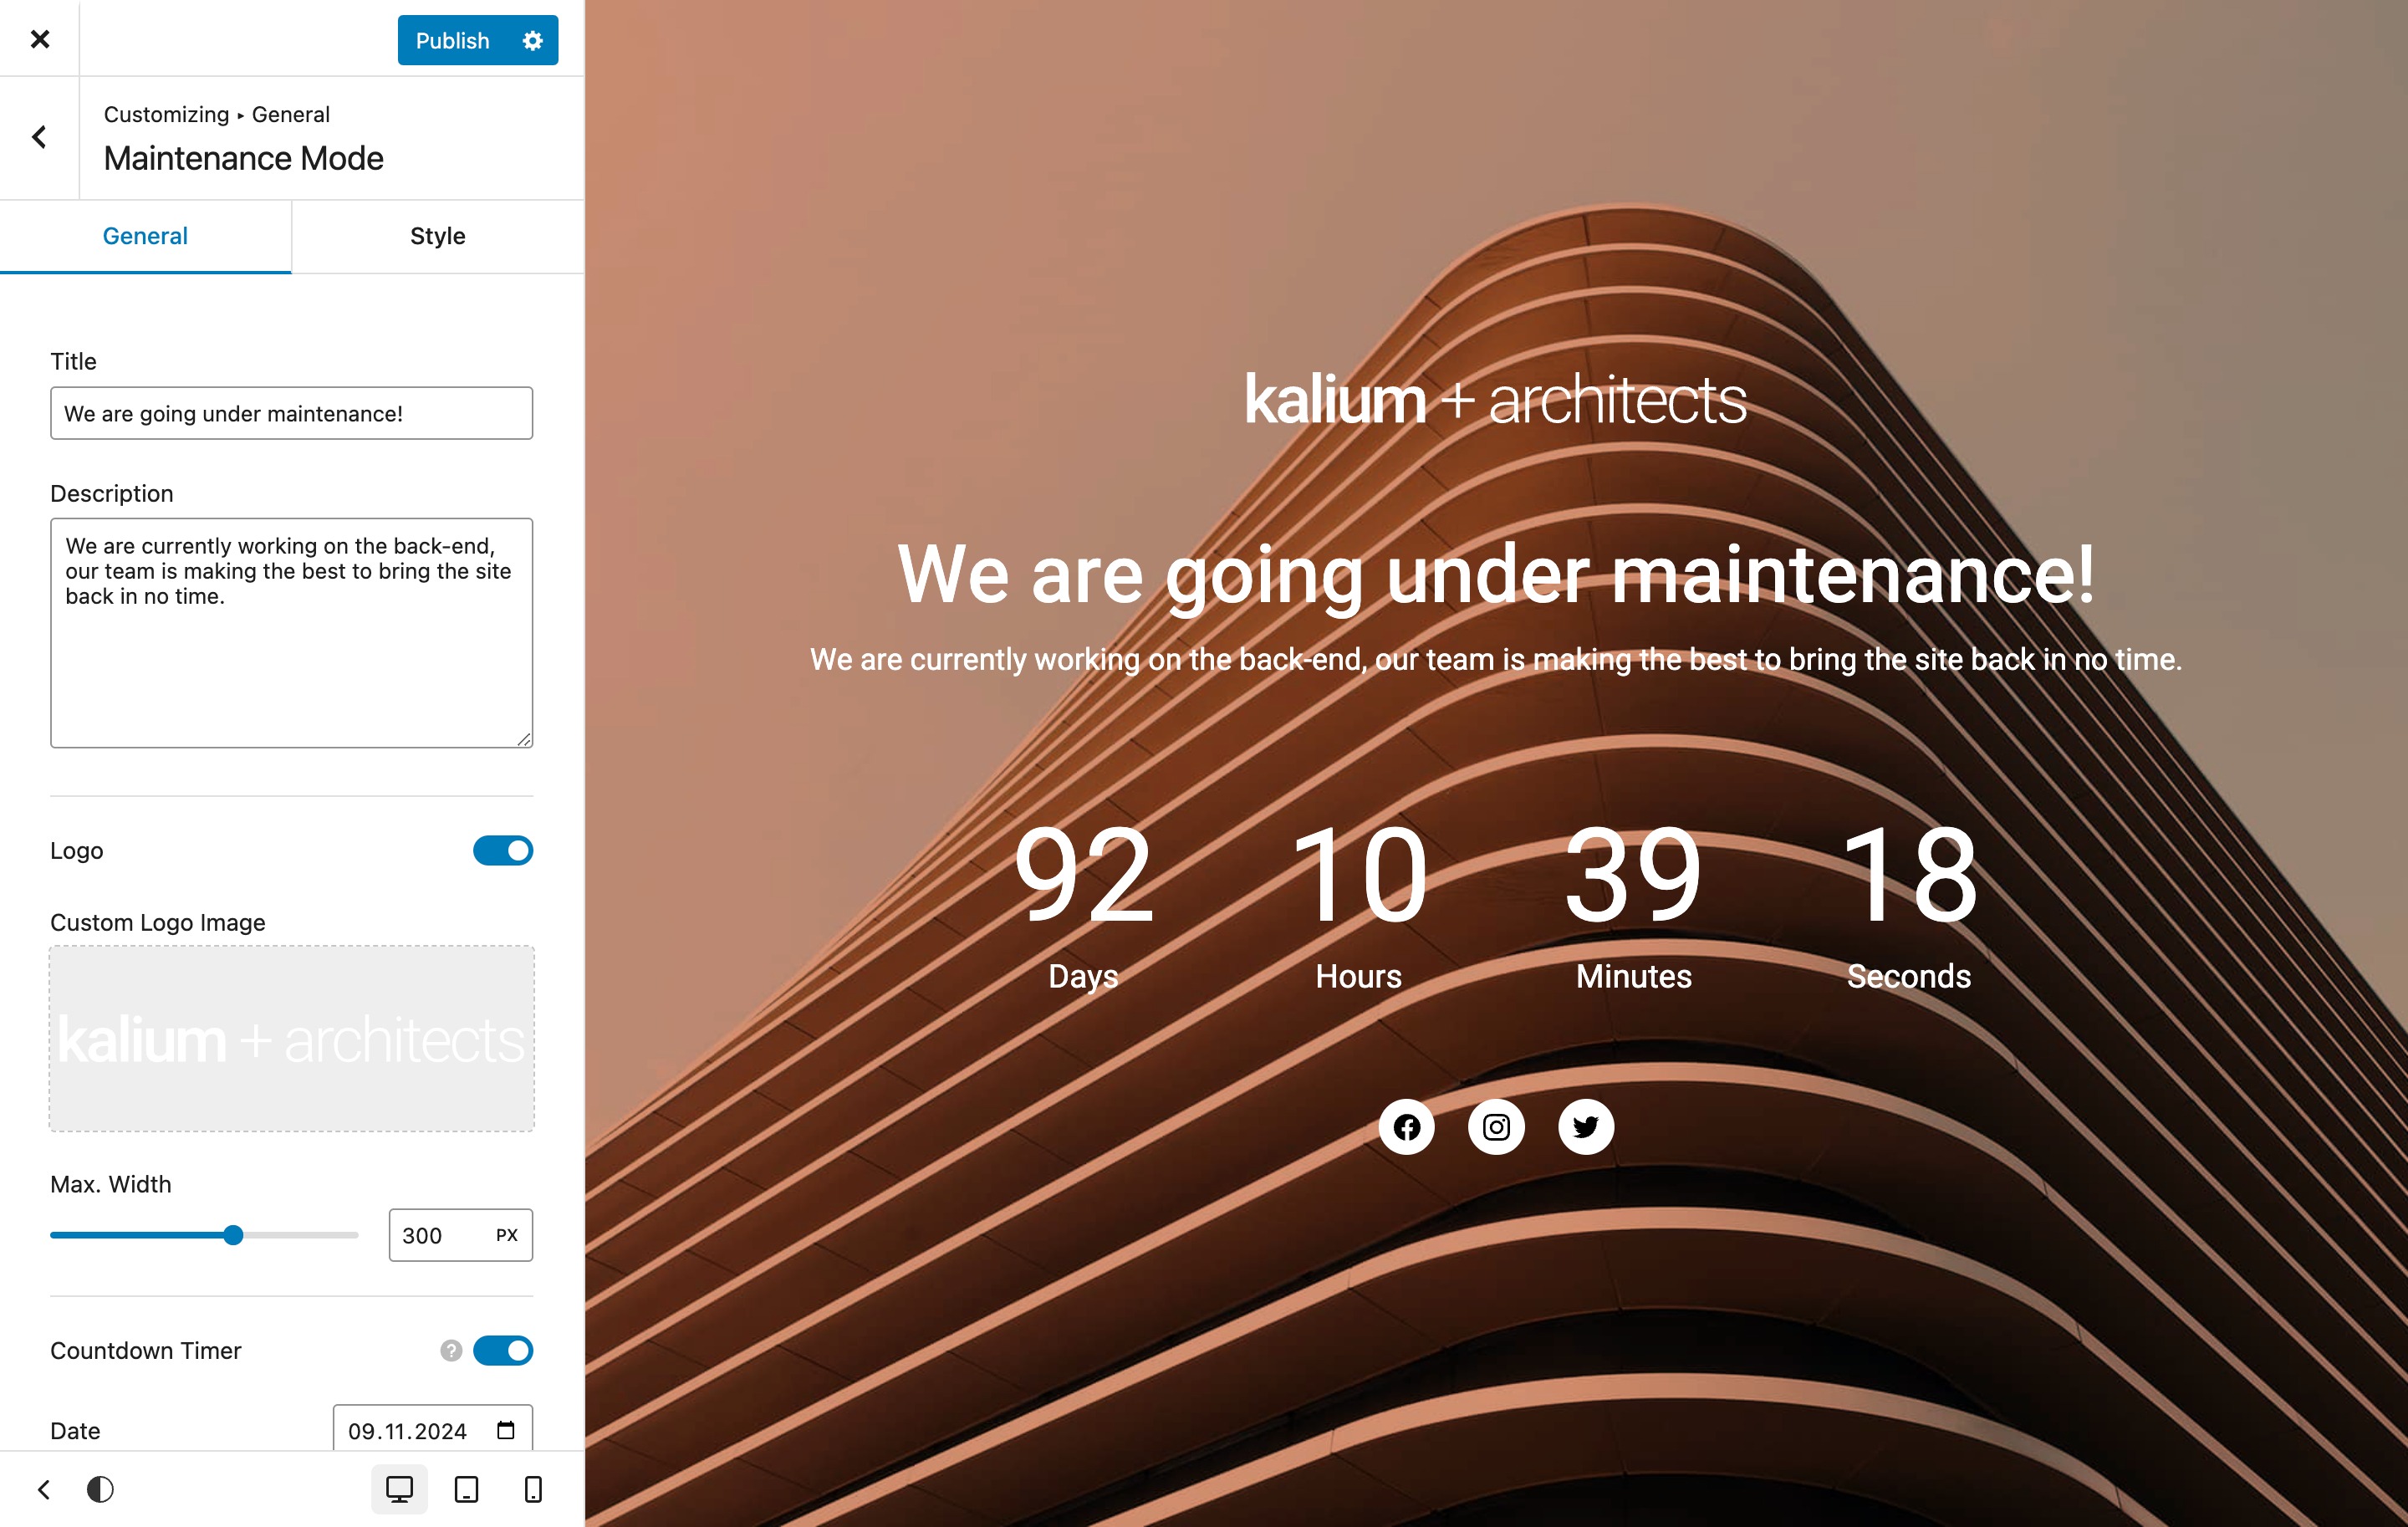 Publish
Customizing ▸ General
Maintenance Mode
General
Style
Title
We are going under maintenance!
Description
We are currently working on the back-end,
our team is making the best to bring the site
back in no time.
Logo
Custom Logo Image
kalium + architects
Max. Width
300 PX
Countdown Timer ?
Date 09.11.2024
kalium + architects
We are going under maintenance!
We are currently working on the back-end, our team is making the best to bring the site back in no time.
92 10 39 18
Days Hours Minutes Seconds